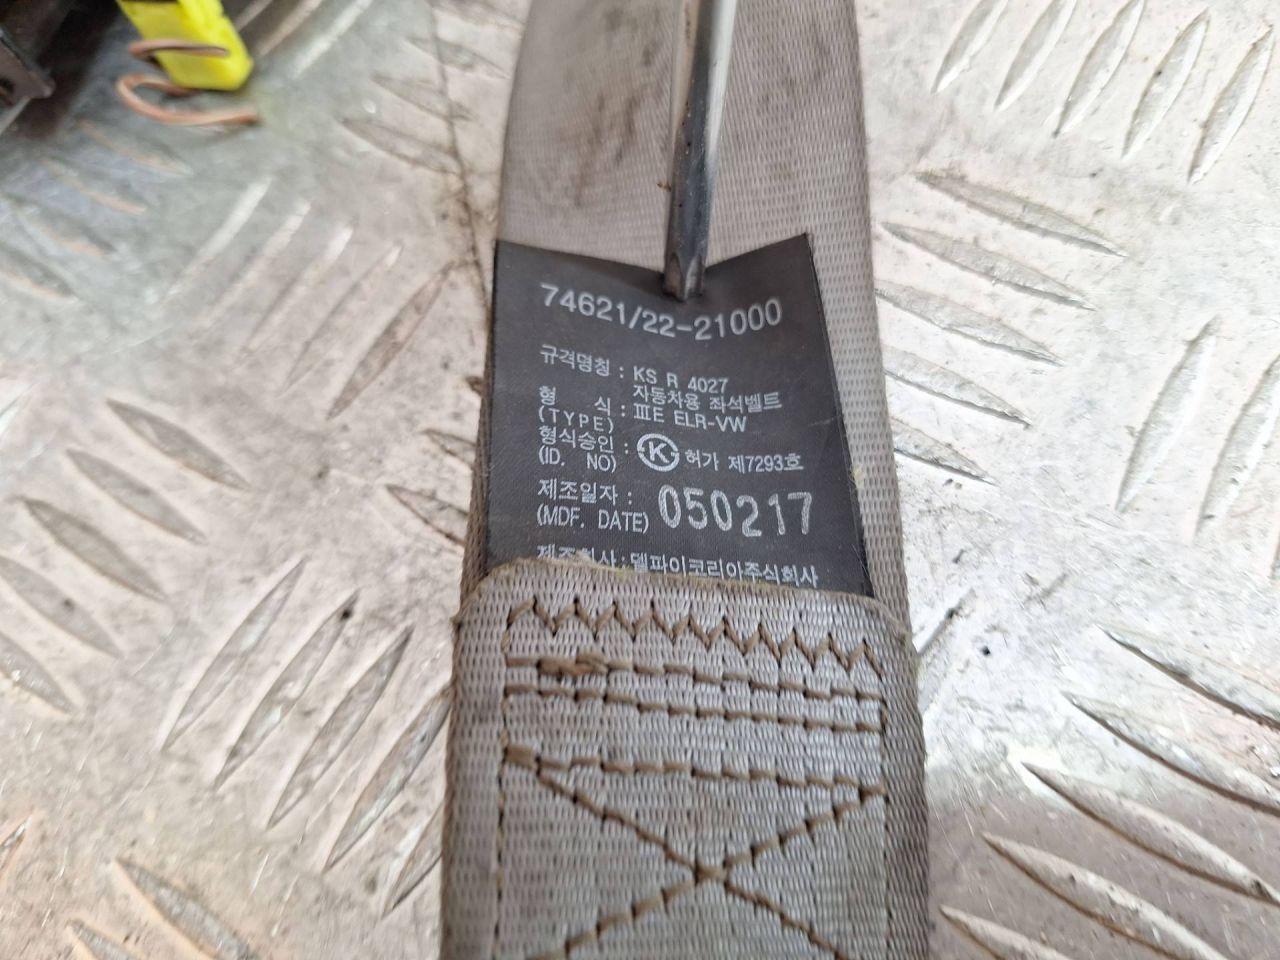 74621/22-21000
규격명칭 : KS R 4027
자동차용 좌석벨트
형 식 : ⅢE ELR-VW
(TYPE)
형식승인 : K 허가 제7293호
(ID. NO)
제조일자 : 050217
(MDF. DATE)
제조회사 : 델파이코리아주식회사